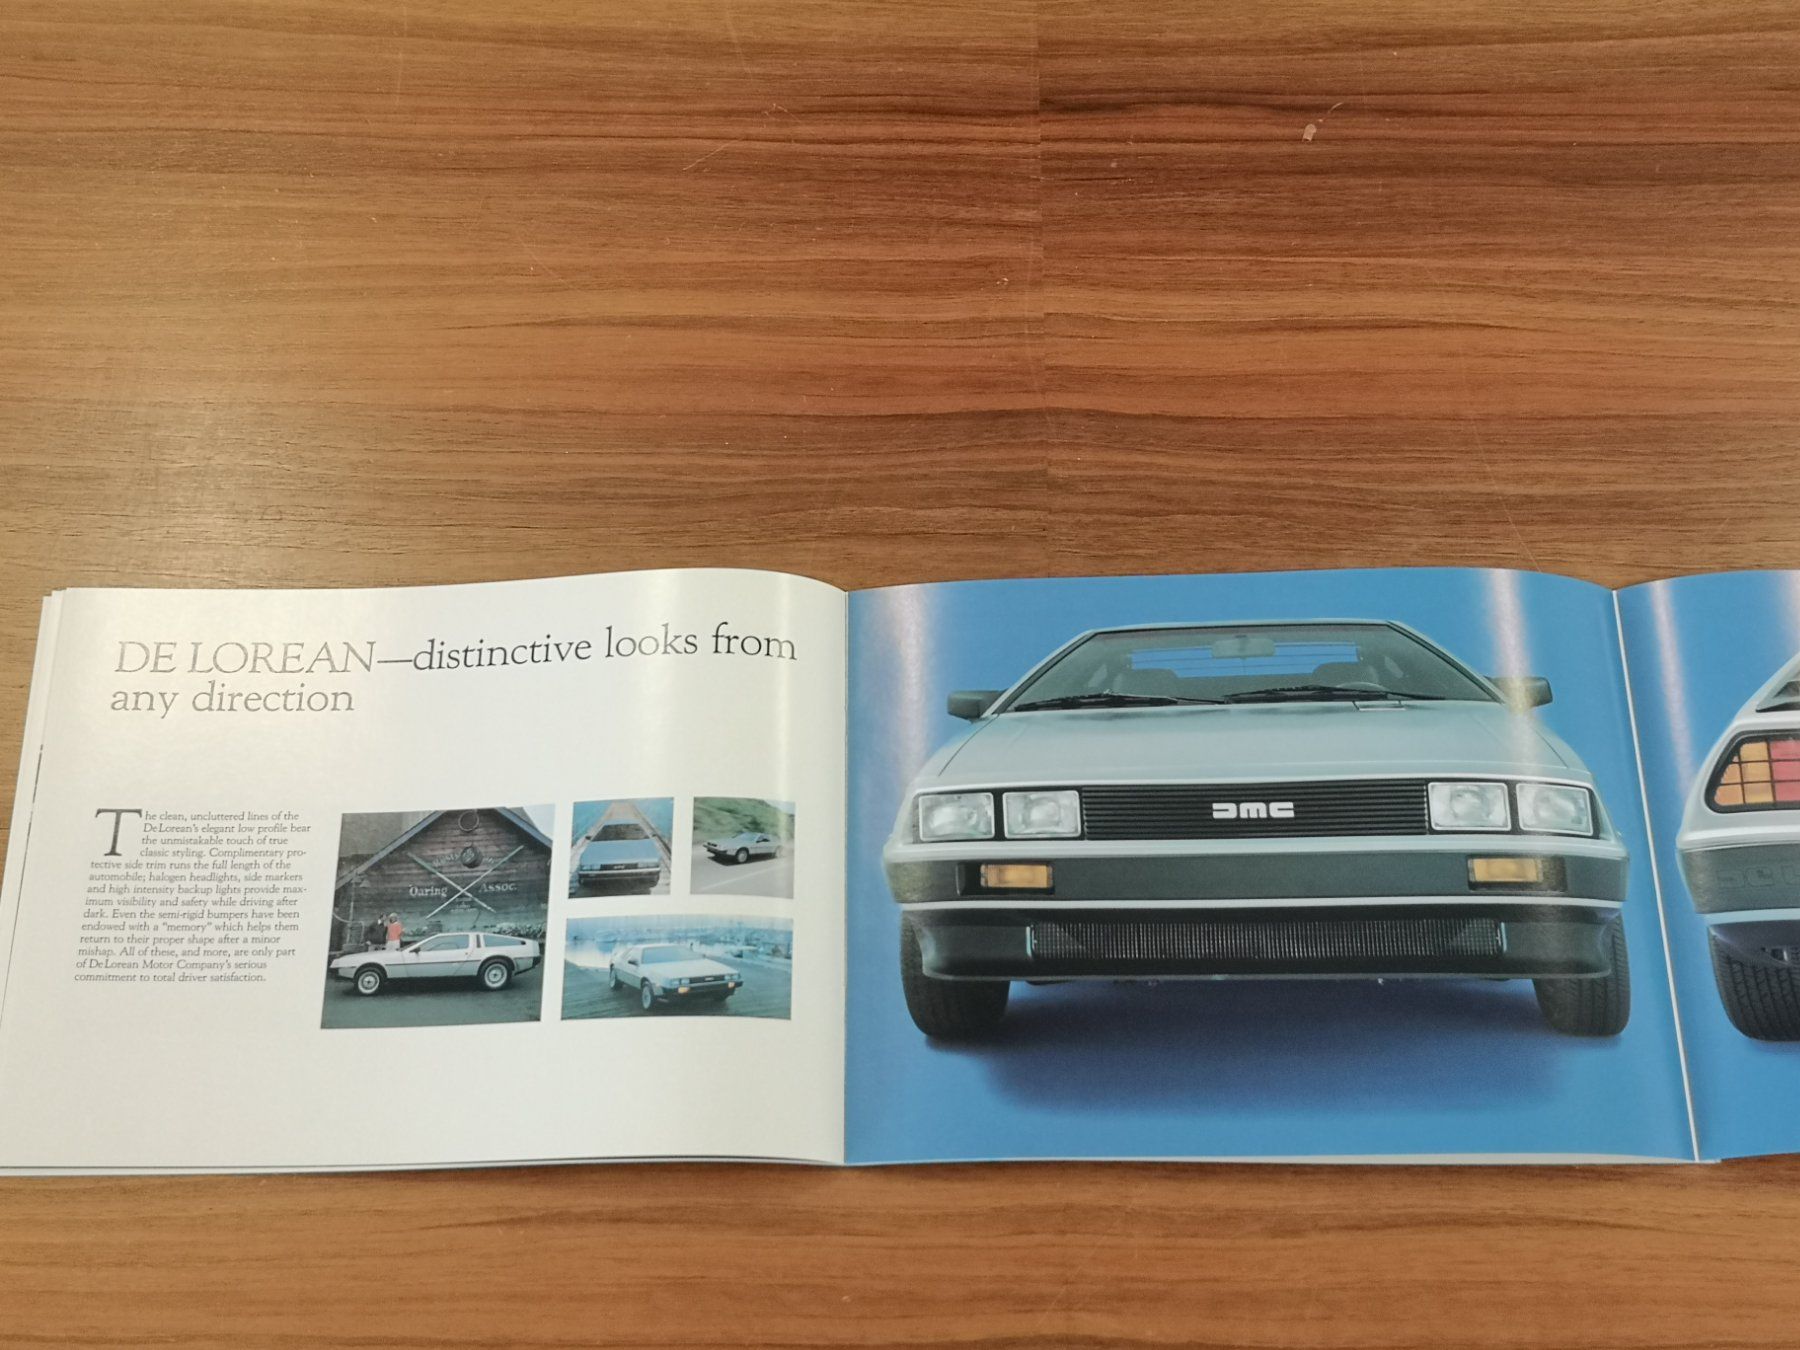 DE LOREAN—distinctive looks from
any direction
The clean, uncluttered lines of the
DeLorean's elegant low profile bear
the unmistakable touch of true
classic styling. Complimentary pro-
tective side trim runs the full length of the
automobile; halogen headlights, side markers
and high intensity backup lights provide max-
imum visibility and safety while driving after
dark. Even the semi-rigid bumpers have been
endowed with a "memory" which helps them
return to their proper shape after a minor
mishap. All of these, and more, are only part
of DeLorean Motor Company's serious
commitment to total driver satisfaction.
Oaring Assoc.
DMC